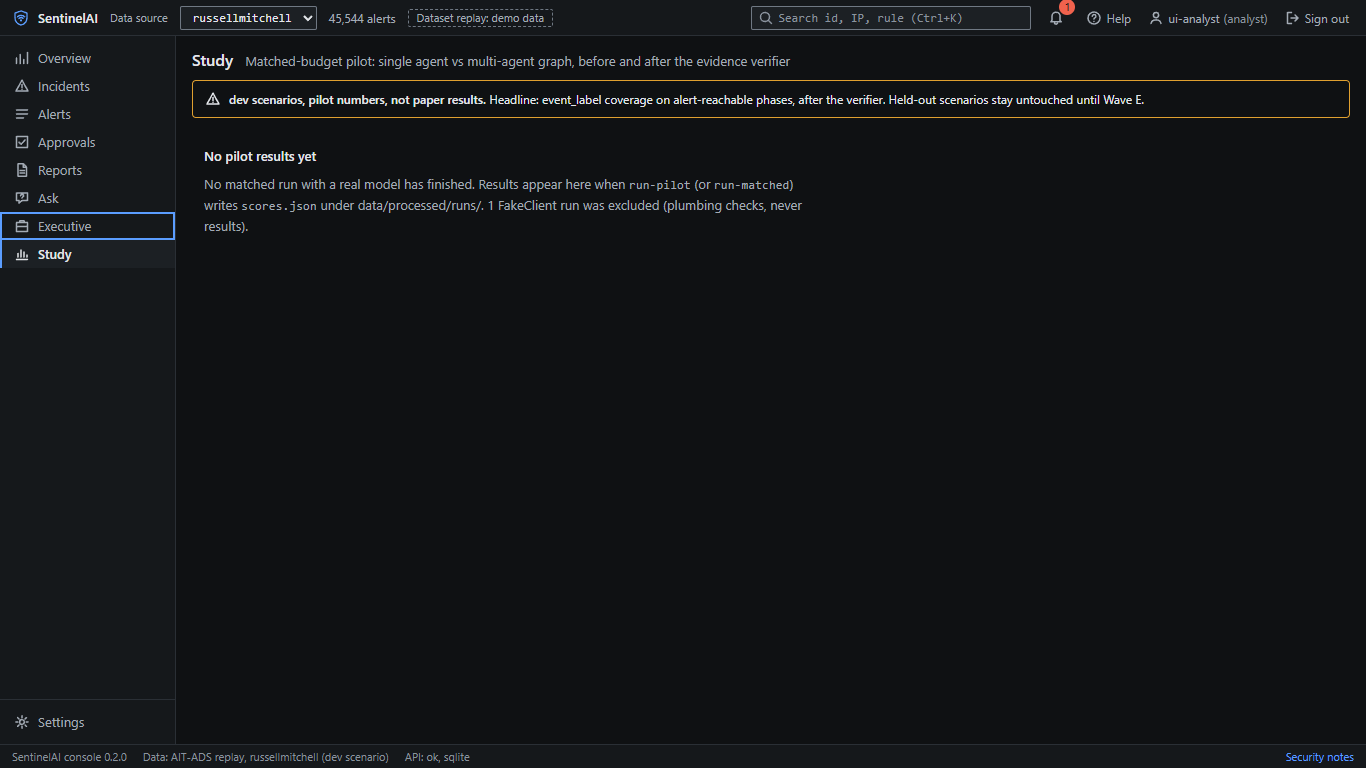 SentinelAI Data source russellmitchell 45,544 alerts Dataset replay: demo data Search id, IP, rule (Ctrl+K) 1 Help ui-analyst (analyst) Sign out
Overview
Incidents
Alerts
Approvals
Reports
Ask
Executive
Study
Settings
Study Matched-budget pilot: single agent vs multi-agent graph, before and after the evidence verifier
dev scenarios, pilot numbers, not paper results. Headline: event_label coverage on alert-reachable phases, after the verifier. Held-out scenarios stay untouched until Wave E.
No pilot results yet
No matched run with a real model has finished. Results appear here when run-pilot (or run-matched)
writes scores.json under data/processed/runs/. 1 FakeClient run was excluded (plumbing checks, never
results).
SentinelAI console 0.2.0 Data: AIT-ADS replay, russellmitchell (dev scenario) API: ok, sqlite Security notes